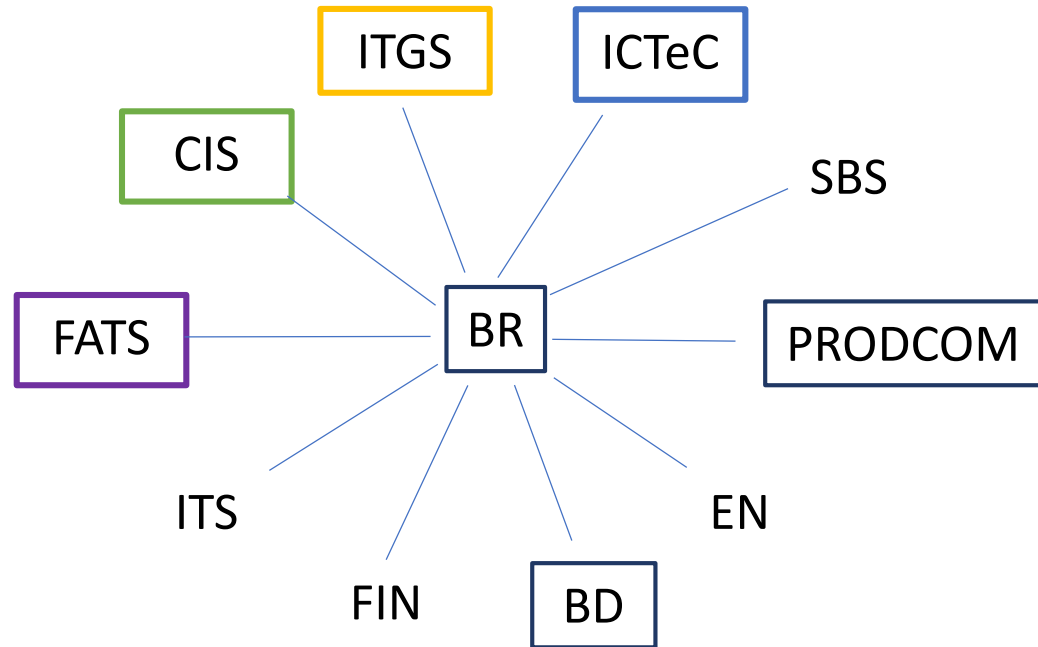 ITGS
ICTeC
CIS
SBS
BR
FATS
PRODCOM
ITS
EN
FIN
BD